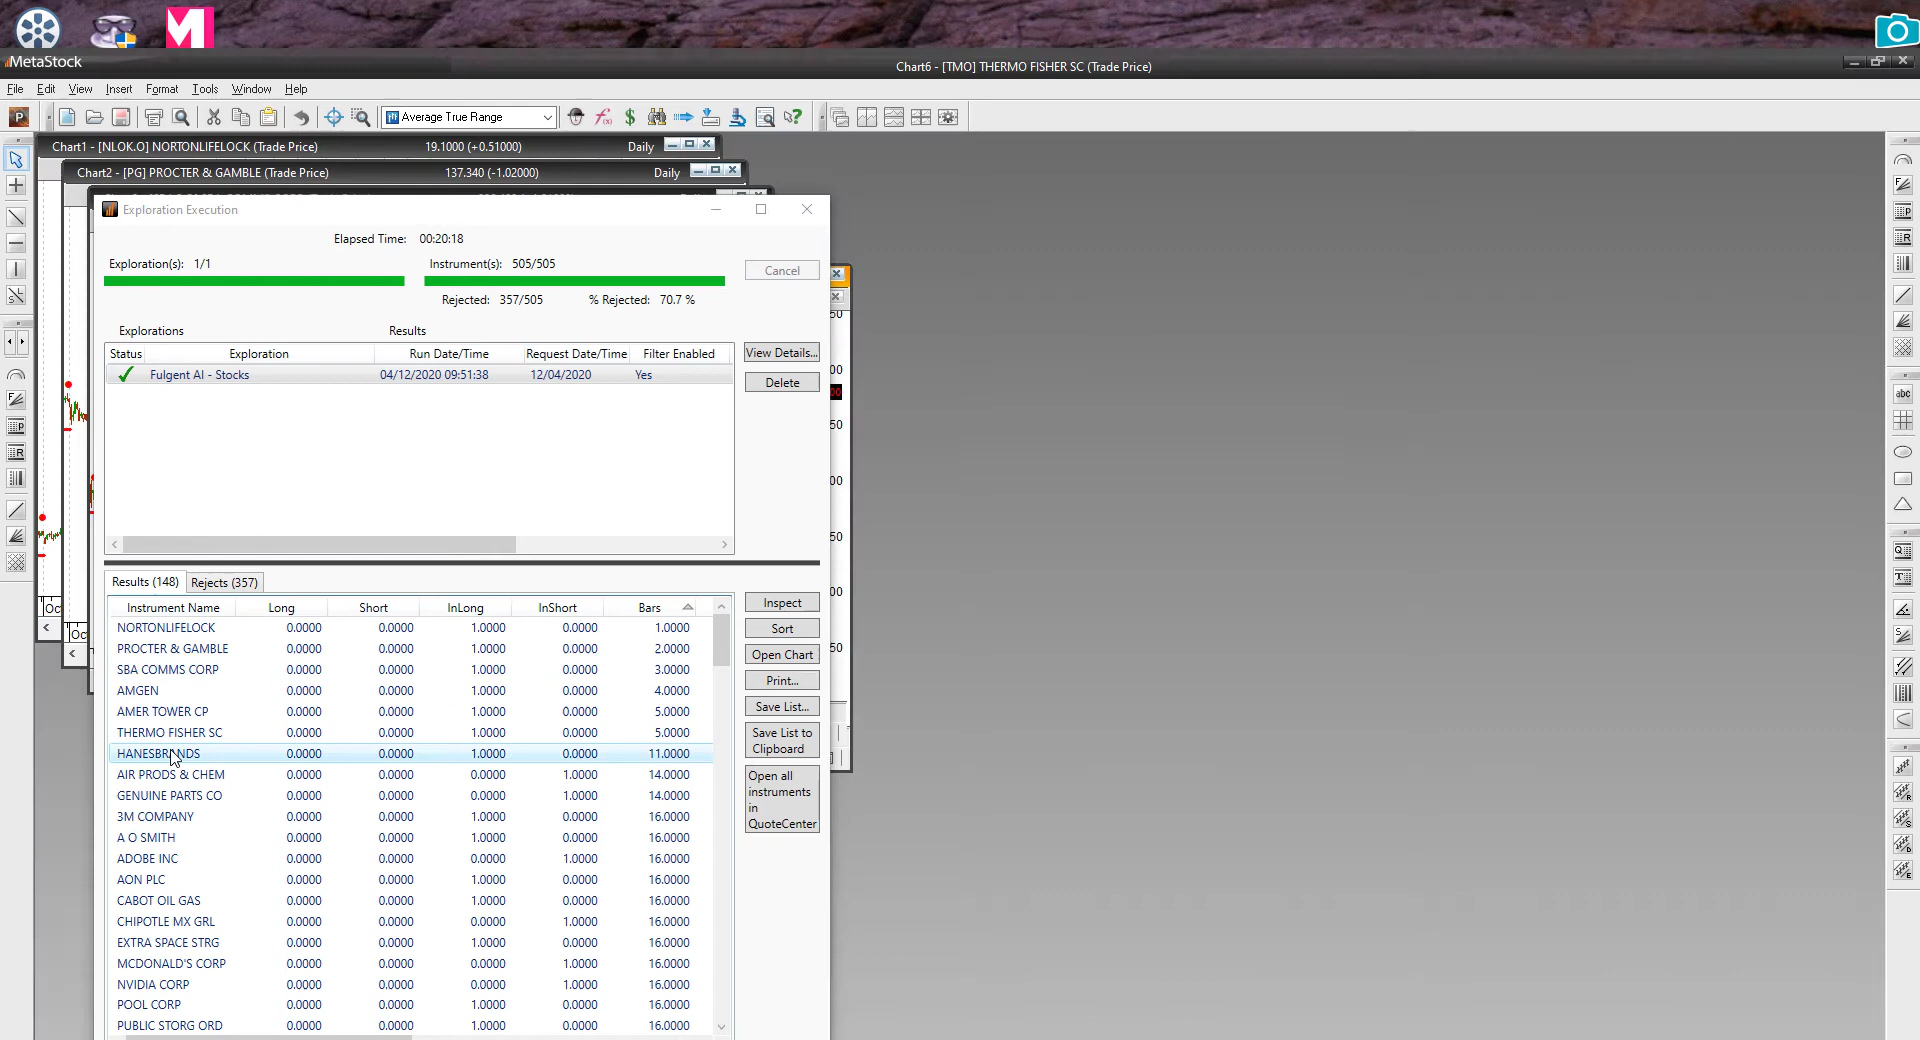 MetaStock
Chart6 - [TMO] THERMO FISHER SC (Trade Price)
File Edit View Insert Format Tools Window Help
P Average True Range
Chart1 - [NLOK.O] NORTONLIFELOCK (Trade Price) 19.1000 (+0.51000) Daily
Chart2 - [PG] PROCTER & GAMBLE (Trade Price) 137.340 (-1.02000) Daily
Exploration Execution
Elapsed Time: 00:20:18
Exploration(s): 1/1 Instrument(s): 505/505
Cancel
Rejected: 357/505 % Rejected: 70.7 %
Explorations Results
Status Exploration Run Date/Time Request Date/Time Filter Enabled
View Details...
Fulgent AI - Stocks 04/12/2020 09:51:38 12/04/2020 Yes
Delete
Results (148) Rejects (357)
Instrument Name Long Short InLong InShort Bars
NORTONLIFELOCK 0.0000 0.0000 1.0000 0.0000 1.0000
PROCTER & GAMBLE 0.0000 0.0000 1.0000 0.0000 2.0000
SBA COMMS CORP 0.0000 0.0000 1.0000 0.0000 3.0000
AMGEN 0.0000 0.0000 1.0000 0.0000 4.0000
AMER TOWER CP 0.0000 0.0000 1.0000 0.0000 5.0000
THERMO FISHER SC 0.0000 0.0000 1.0000 0.0000 5.0000
HANESBRANDS 0.0000 0.0000 1.0000 0.0000 11.0000
AIR PRODS & CHEM 0.0000 0.0000 0.0000 1.0000 14.0000
GENUINE PARTS CO 0.0000 0.0000 0.0000 1.0000 14.0000
3M COMPANY 0.0000 0.0000 1.0000 0.0000 16.0000
A O SMITH 0.0000 0.0000 1.0000 0.0000 16.0000
ADOBE INC 0.0000 0.0000 0.0000 1.0000 16.0000
AON PLC 0.0000 0.0000 1.0000 0.0000 16.0000
CABOT OIL GAS 0.0000 0.0000 1.0000 0.0000 16.0000
CHIPOTLE MX GRL 0.0000 0.0000 0.0000 1.0000 16.0000
EXTRA SPACE STRG 0.0000 0.0000 1.0000 0.0000 16.0000
MCDONALD'S CORP 0.0000 0.0000 0.0000 1.0000 16.0000
NVIDIA CORP 0.0000 0.0000 0.0000 1.0000 16.0000
POOL CORP 0.0000 0.0000 1.0000 0.0000 16.0000
PUBLIC STORG ORD 0.0000 0.0000 1.0000 0.0000 16.0000
Inspect
Sort
Open Chart
Print...
Save List...
Save List to
Clipboard
Open all
instruments
in
QuoteCenter
abc